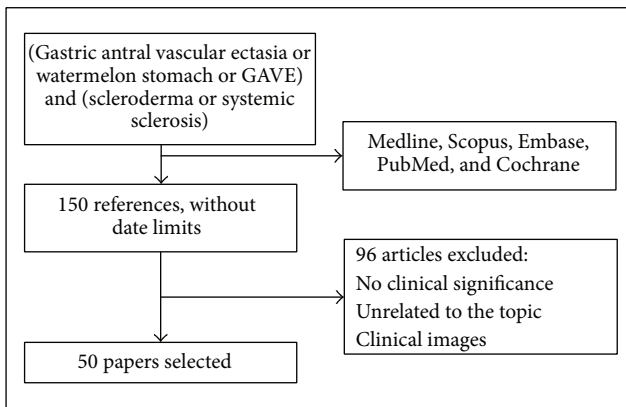 (Gastric antral vascular ectasia or
watermelon stomach or GAVE)
and (scleroderma or systemic
sclerosis)
Medline, Scopus, Embase,
PubMed, and Cochrane
150 references, without
date limits
96 articles excluded:
No clinical significance
Unrelated to the topic
Clinical images
50 papers selected